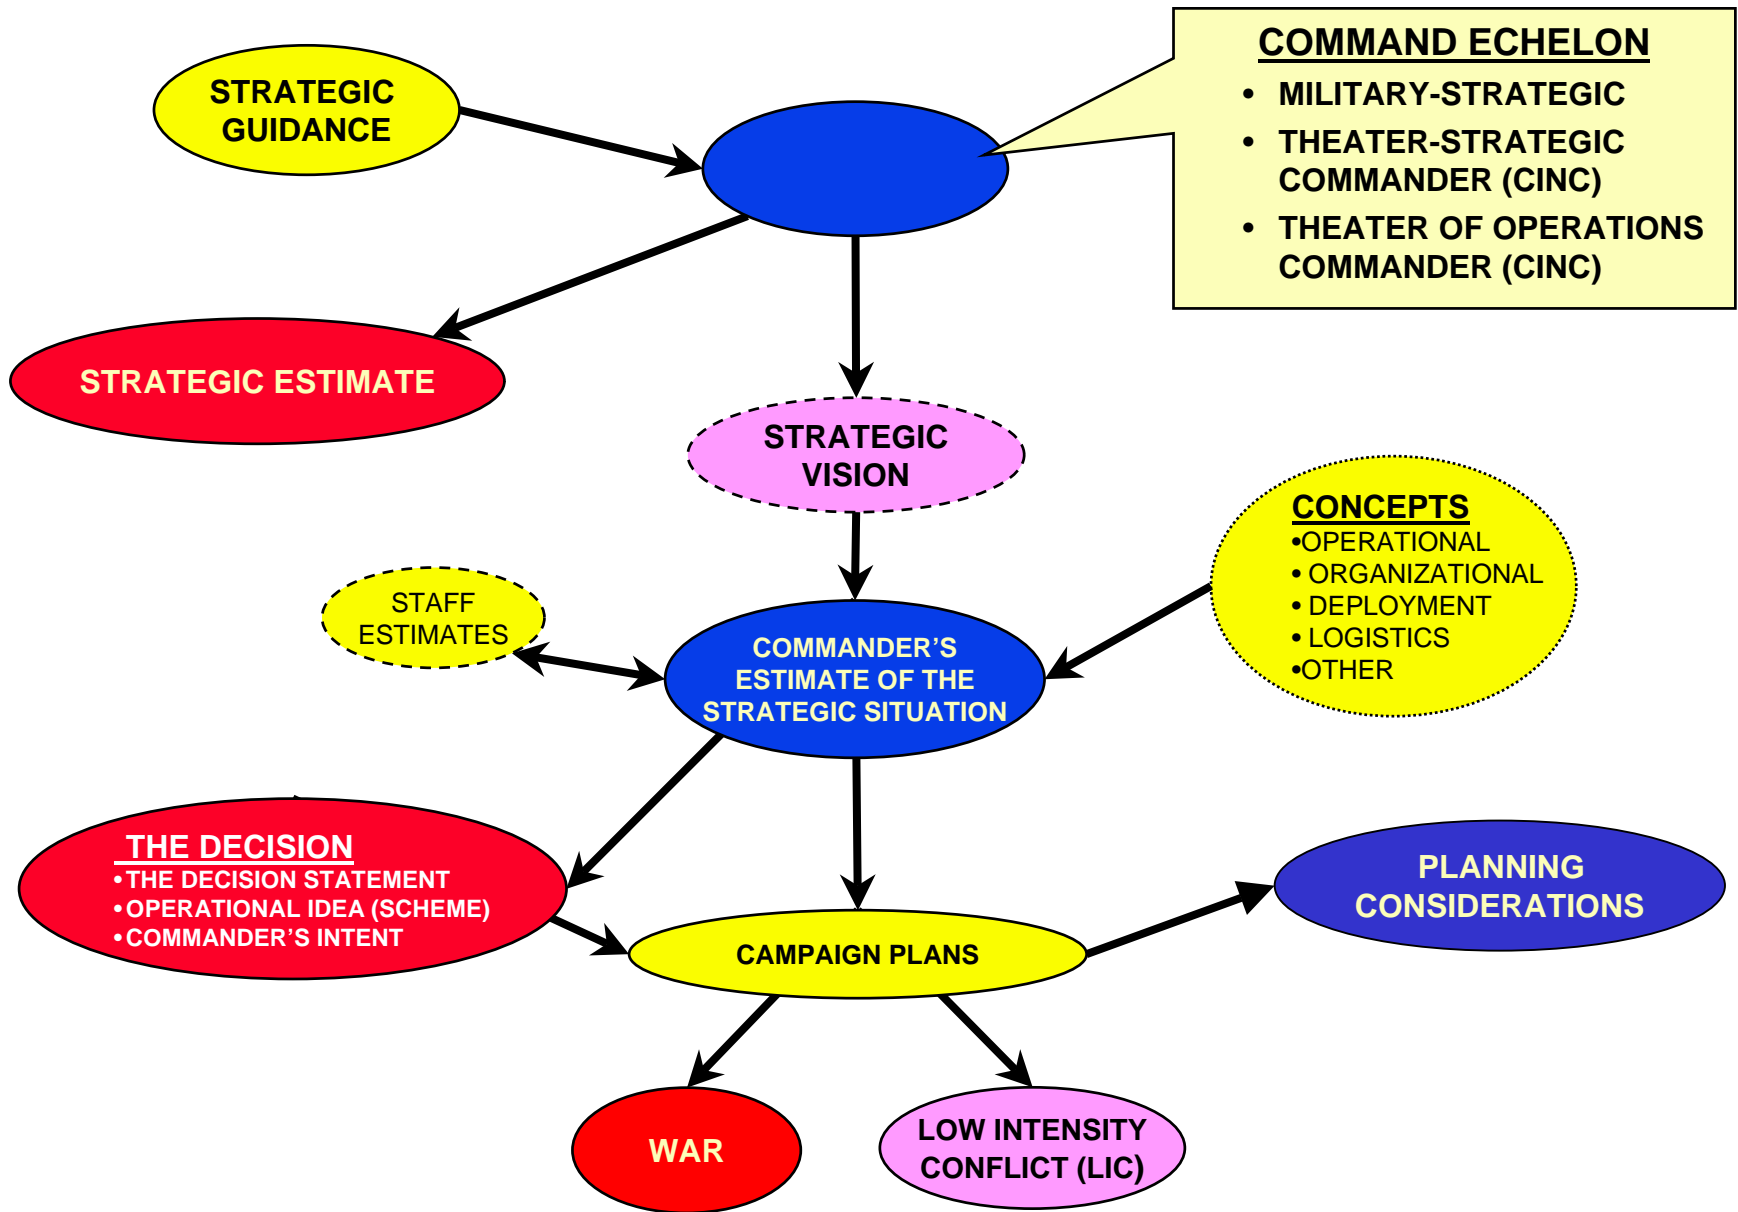 STRATEGIC
GUIDANCE
COMMAND ECHELON
• MILITARY-STRATEGIC
• THEATER-STRATEGIC
COMMANDER (CINC)
• THEATER OF OPERATIONS
COMMANDER (CINC)
STRATEGIC ESTIMATE
STRATEGIC
VISION
CONCEPTS
•OPERATIONAL
• ORGANIZATIONAL
• DEPLOYMENT
• LOGISTICS
•OTHER
STAFF
ESTIMATES
COMMANDER’S
ESTIMATE OF THE
STRATEGIC SITUATION
THE DECISION
• THE DECISION STATEMENT
• OPERATIONAL IDEA (SCHEME)
• COMMANDER’S INTENT
PLANNING
CONSIDERATIONS
CAMPAIGN PLANS
WAR
LOW INTENSITY
CONFLICT (LIC)